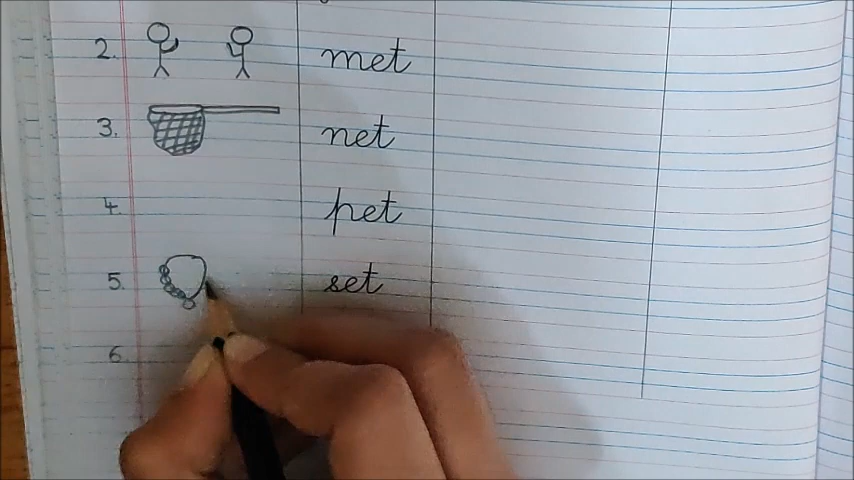 2. met
3. net
4. pet
5. set
6.